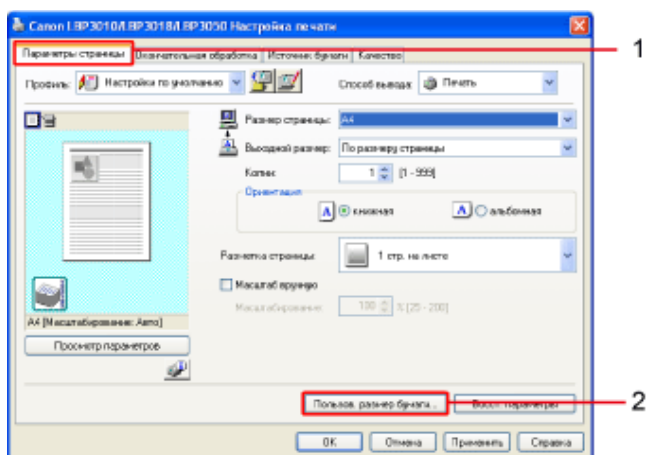 Canon LBP3010/LBP3018/LBP3050 Настройка печати
Параметры страницы Окончательная обработка Источник бумаги Качество
1
Профиль: Настройки по умолчанию Способ вывода: Печать
Размер страницы: A4
Выходной размер: По размеру страницы
Копии: 1 [1 - 999]
Ориентация
A книжная A альбомная
Разметка страницы: 1 стр. на листе
Масштаб вручную
Масштабирование: 100 % [25 - 200]
A4 [Масштабирование: Авто]
Просмотр параметров
Пользов. размер бумаги... Восст. параметры
2
OK Отмена Применить Справка